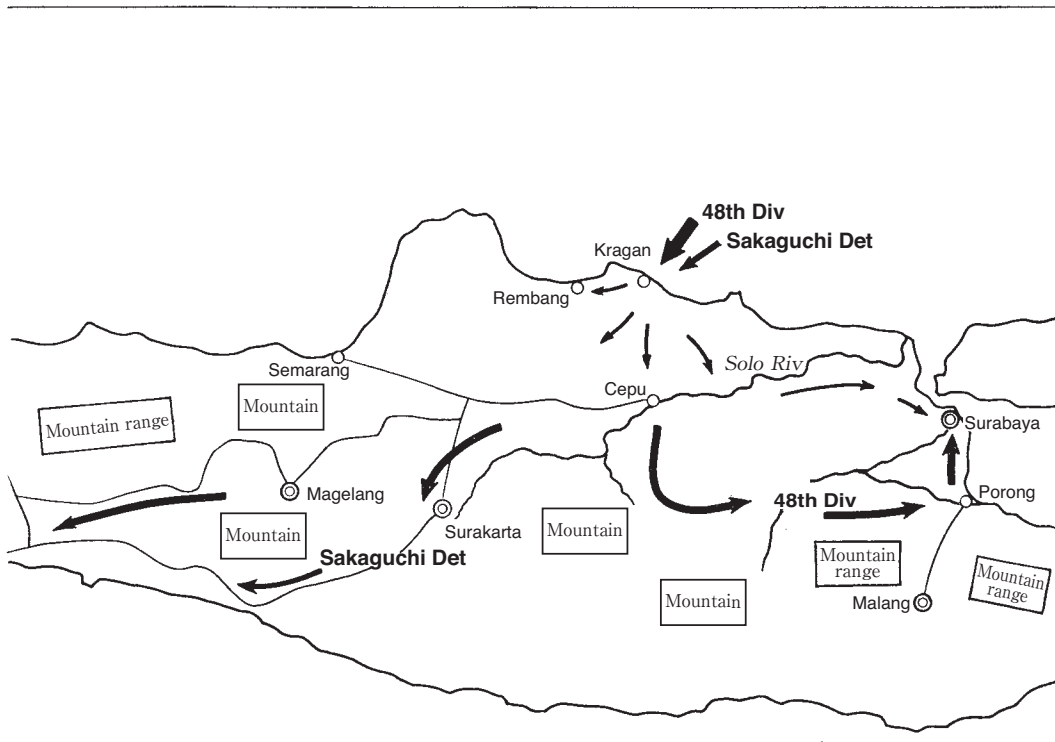 48th Div
Sakaguchi Det
Kragan
Rembang
Semarang
Solo Riv
Cepu
Mountain
Mountain range
Surabaya
Magelang
48th Div
Porong
Surakarta
Mountain
Mountain
Sakaguchi Det
Mountain
range
Mountain
range
Mountain
Malang